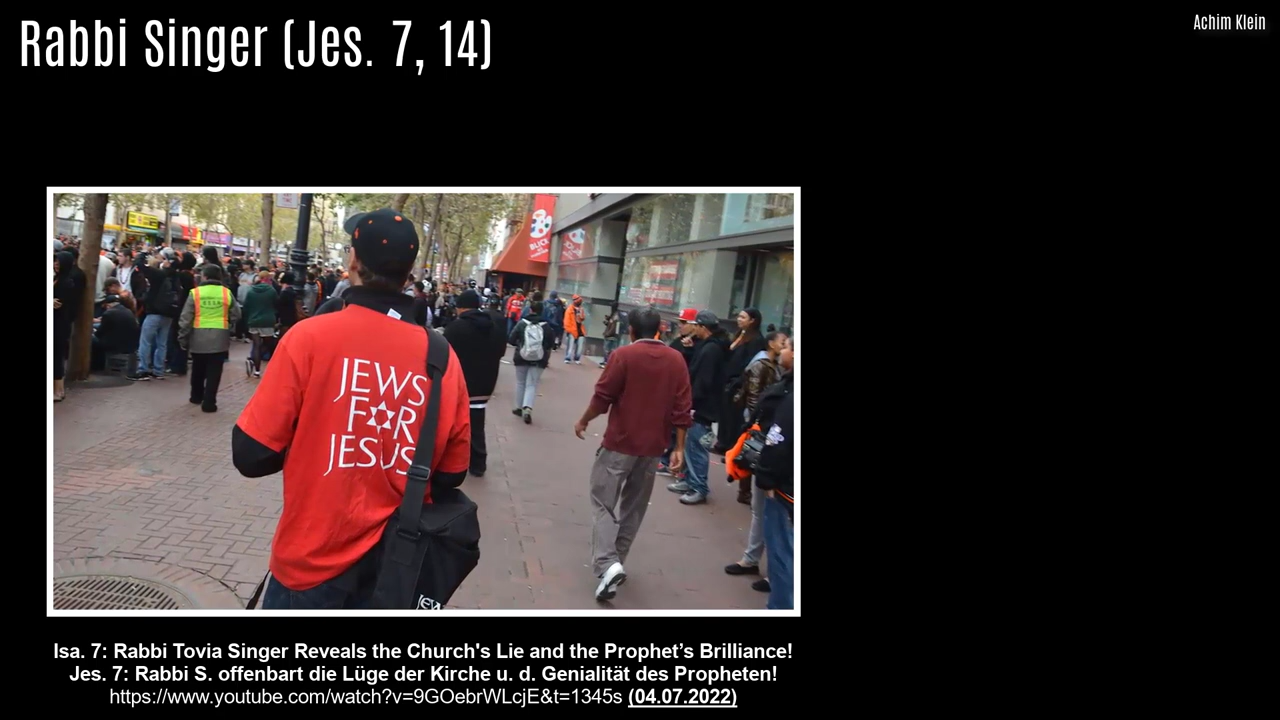 Rabbi Singer (Jes. 7, 14)
Achim Klein
BLICK
JEWS
F✡R
JESUS
Isa. 7: Rabbi Tovia Singer Reveals the Church's Lie and the Prophet’s Brilliance!
Jes. 7: Rabbi S. offenbart die Lüge der Kirche u. d. Genialität des Propheten!
https://www.youtube.com/watch?v=9GOebrWLcjE&t=1345s (04.07.2022)